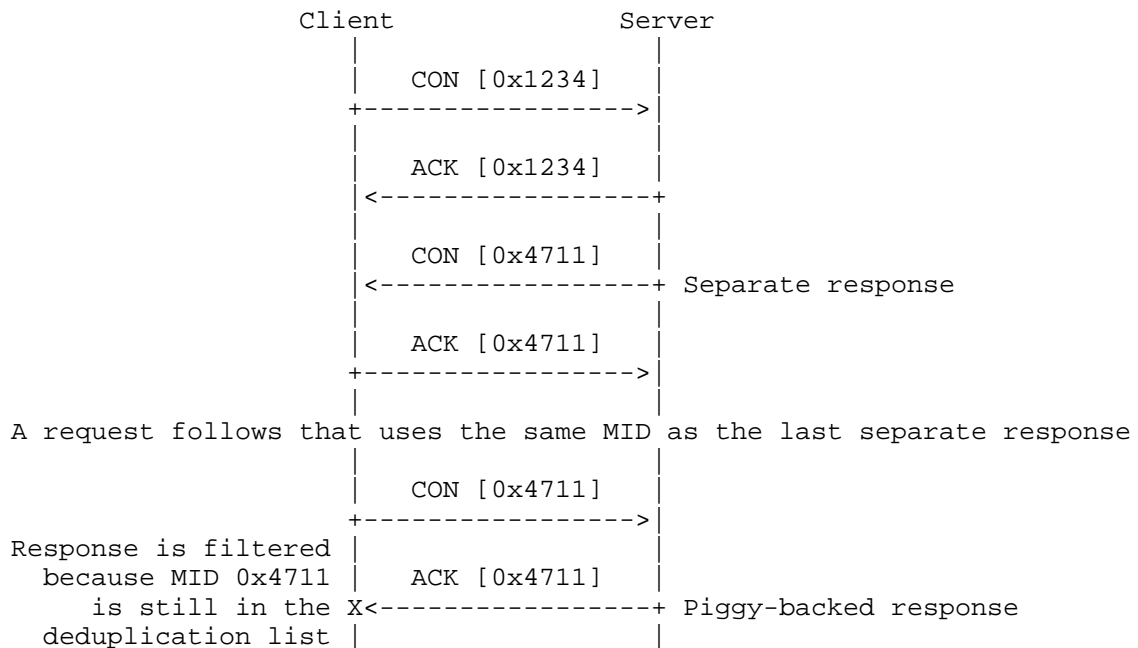 Client Server
CON [0x1234]
ACK [0x1234]
CON [0x4711]
Separate response
ACK [0x4711]
A request follows that uses the same MID as the last separate response
CON [0x4711]
Response is filtered
because MID 0x4711 ACK [0x4711]
is still in the X Piggy-backed response
deduplication list